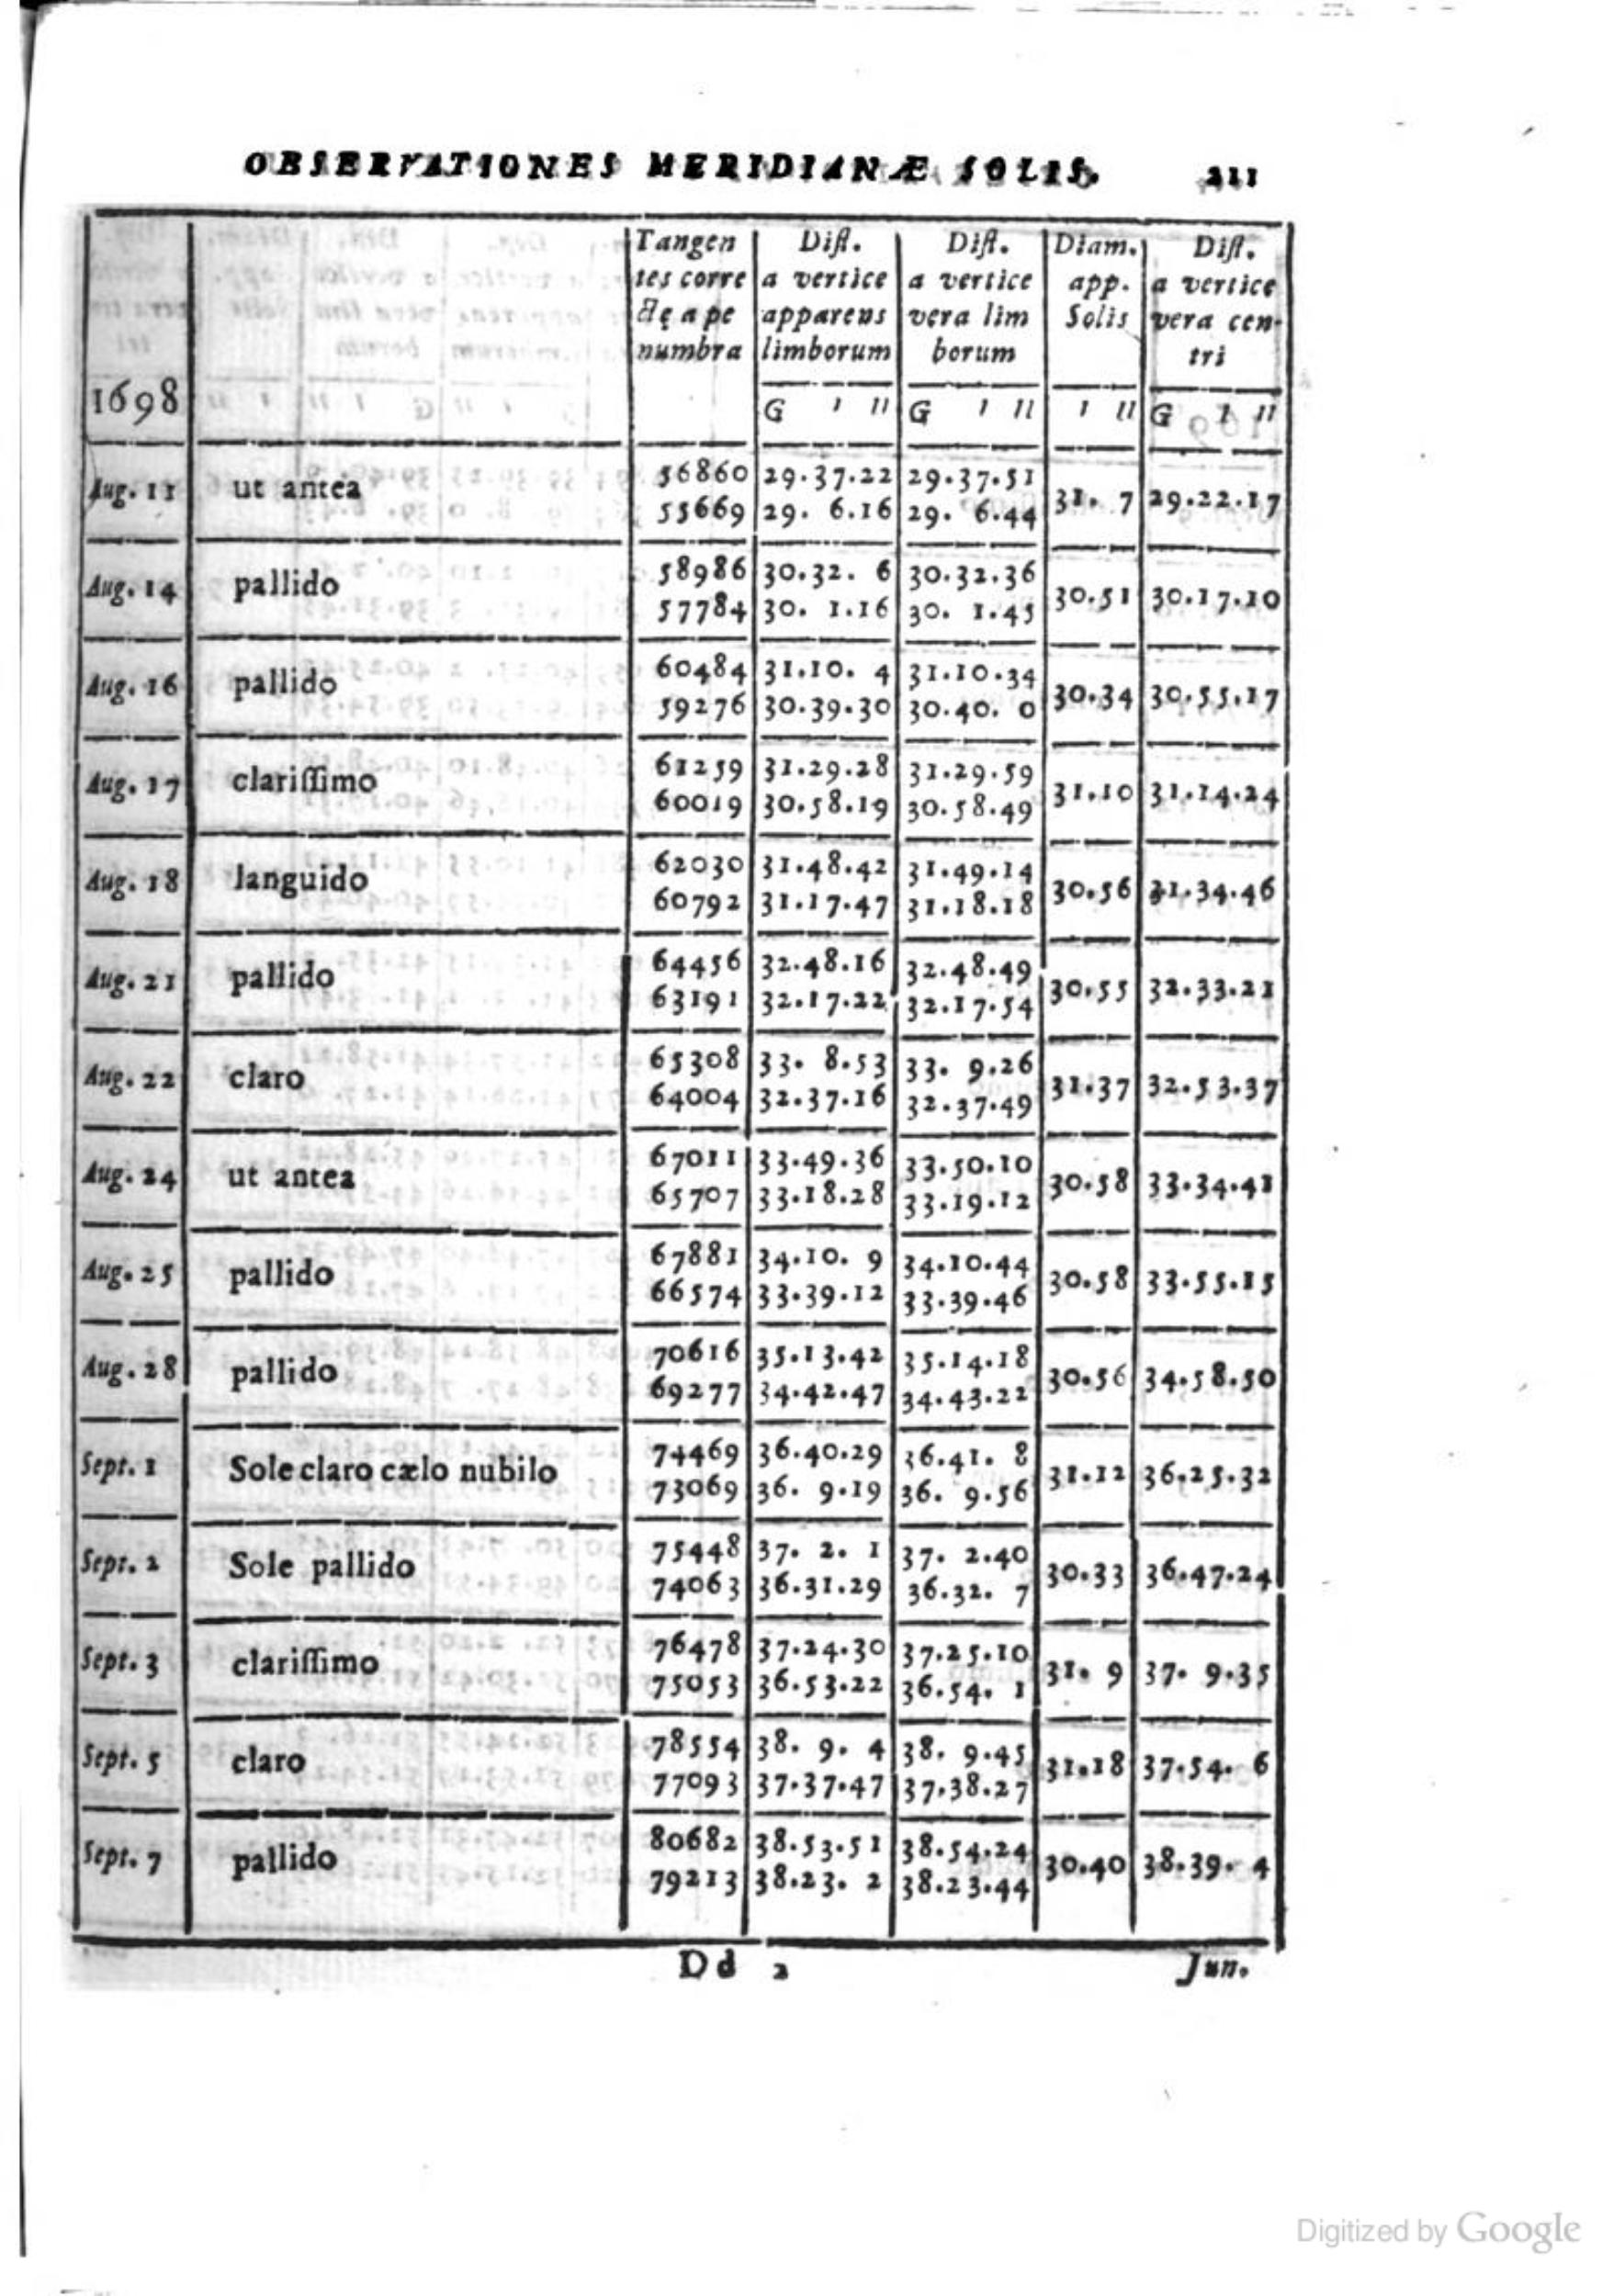 OBSERVATIONES MERIDIANÆ SOLIS. 211
1698 | Tangentes correctę a penumbra | Dist. a vertice apparens limborum G ' " | Dist. a vertice vera limborum G ' " | Diam. app. Solis ' " | Dist. a vertice vera centri G ' "
Aug. 11 ut antea 56860 29.37.22 29.37.51 31. 7 29.22.17
55669 29. 6.16 29. 6.44
Aug. 14 pallido 58986 30.32. 6 30.32.36 30.51 30.17.10
57784 30. 1.16 30. 1.45
Aug. 16 pallido 60484 31.10. 4 31.10.34 30.34 30.55.17
59276 30.39.30 30.40. 0
Aug. 17 clarissimo 61259 31.29.28 31.29.59 31.10 31.14.24
60019 30.58.19 30.58.49
Aug. 18 languido 62030 31.48.42 31.49.14 30.56 31.34.46
60792 31.17.47 31.18.18
Aug. 21 pallido 64456 32.48.16 32.48.49 30.55 32.33.21
63191 32.17.22 32.17.54
Aug. 22 claro 65308 33. 8.53 33. 9.26 31.37 32.53.37
64004 32.37.16 32.37.49
Aug. 24 ut antea 67011 33.49.36 33.50.10 30.58 33.34.41
65707 33.18.28 33.19.12
Aug. 25 pallido 67881 34.10. 9 34.10.44 30.58 33.55.15
66574 33.39.12 33.39.46
Aug. 28 pallido 70616 35.13.42 35.14.18 30.56 34.58.50
69277 34.42.47 34.43.22
Sept. 1 Sole claro cælo nubilo 74469 36.40.29 36.41. 8 31.12 36.25.32
73069 36. 9.19 36. 9.56
Sept. 2 Sole pallido 75448 37. 2. 1 37. 2.40 30.33 36.47.24
74063 36.31.29 36.32. 7
Sept. 3 clarissimo 76478 37.24.30 37.25.10 31. 9 37. 9.35
75053 36.53.22 36.54. 1
Sept. 5 claro 78554 38. 9. 4 38. 9.45 31.18 37.54. 6
77093 37.37.47 37.38.27
Sept. 7 pallido 80682 38.53.51 38.54.24 30.40 38.39. 4
79213 38.23. 2 38.23.44
Dd 2 Jun.
Digitized by Google